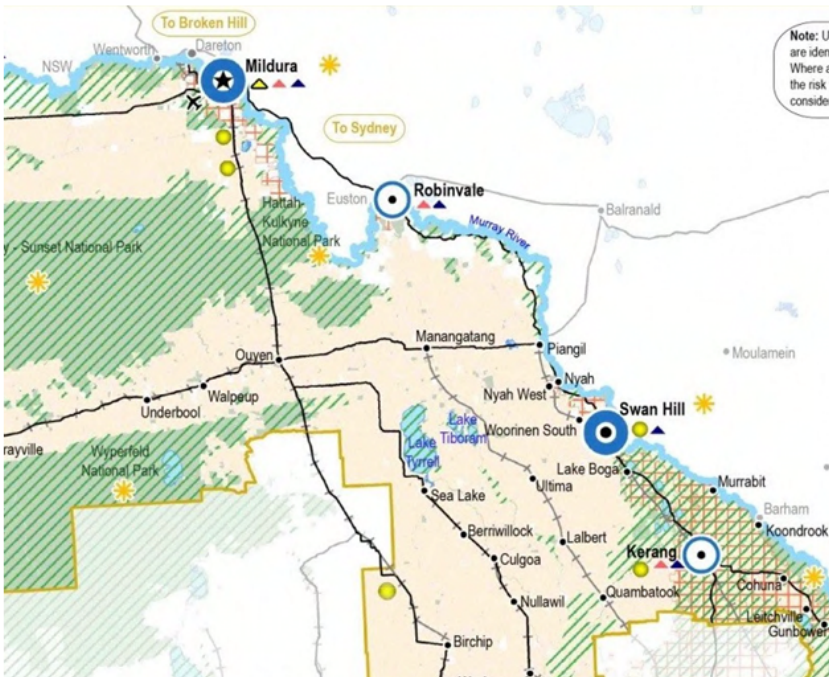 To Broken Hill
Wentworth
Dareton
NSW
Mildura
Note: U
are iden
Where a
the risk
conside
To Sydney
Robinvale
Euston
Balranald
Hattah-
Kulkyne
National Park
Murray River
y - Sunset National Park
Manangatang
Piangil
Ouyen
Moulamein
Nyah
Nyah West
Walpeup
Underbool
Swan Hill
Woorinen South
Lake
Tiboram
Lake
Tyrrell
rayville
Wyperfeld
National Park
Lake Boga
Murrabit
Ultima
Sea Lake
Barham
Koondrook
Berriwillock
Lalbert
Kerang
Culgoa
Cohuna
Quambatook
Nullawil
Leitchville
Gunbower
Birchip